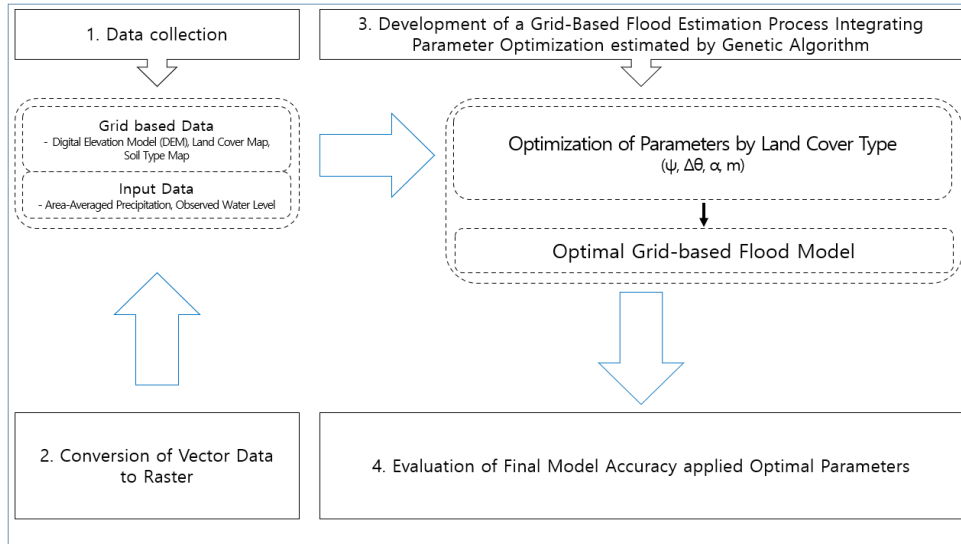 1. Data collection
Grid based Data
- Digital Elevation Model (DEM), Land Cover Map,
Soil Type Map
Input Data
- Area-Averaged Precipitation, Observed Water Level
2. Conversion of Vector Data
to Raster
3. Development of a Grid-Based Flood Estimation Process Integrating
Parameter Optimization estimated by Genetic Algorithm
Optimization of Parameters by Land Cover Type
(ψ, Δθ, α, m)
Optimal Grid-based Flood Model
4. Evaluation of Final Model Accuracy applied Optimal Parameters